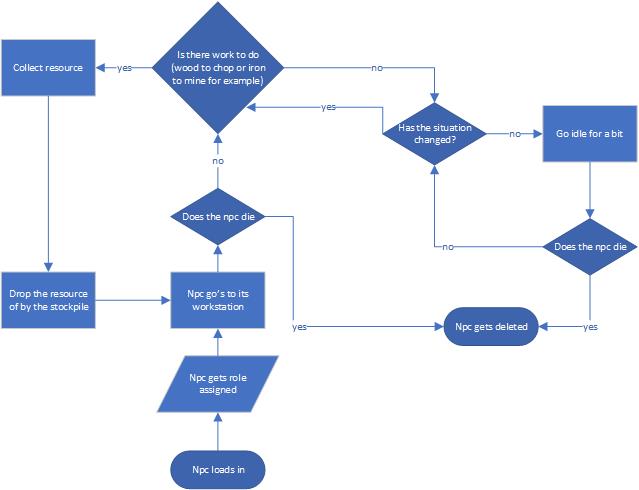 Is there work to do
(wood to chop or iron
to mine for example)
Collect resource
yes
no
yes
Has the situation
changed?
no
Go idle for a bit
no
Does the npc die
Does the npc die
no
Drop the resource
of by the stockpile
Npc go's to its
workstation
yes
Npc gets deleted
yes
Npc gets role
assigned
Npc loads in